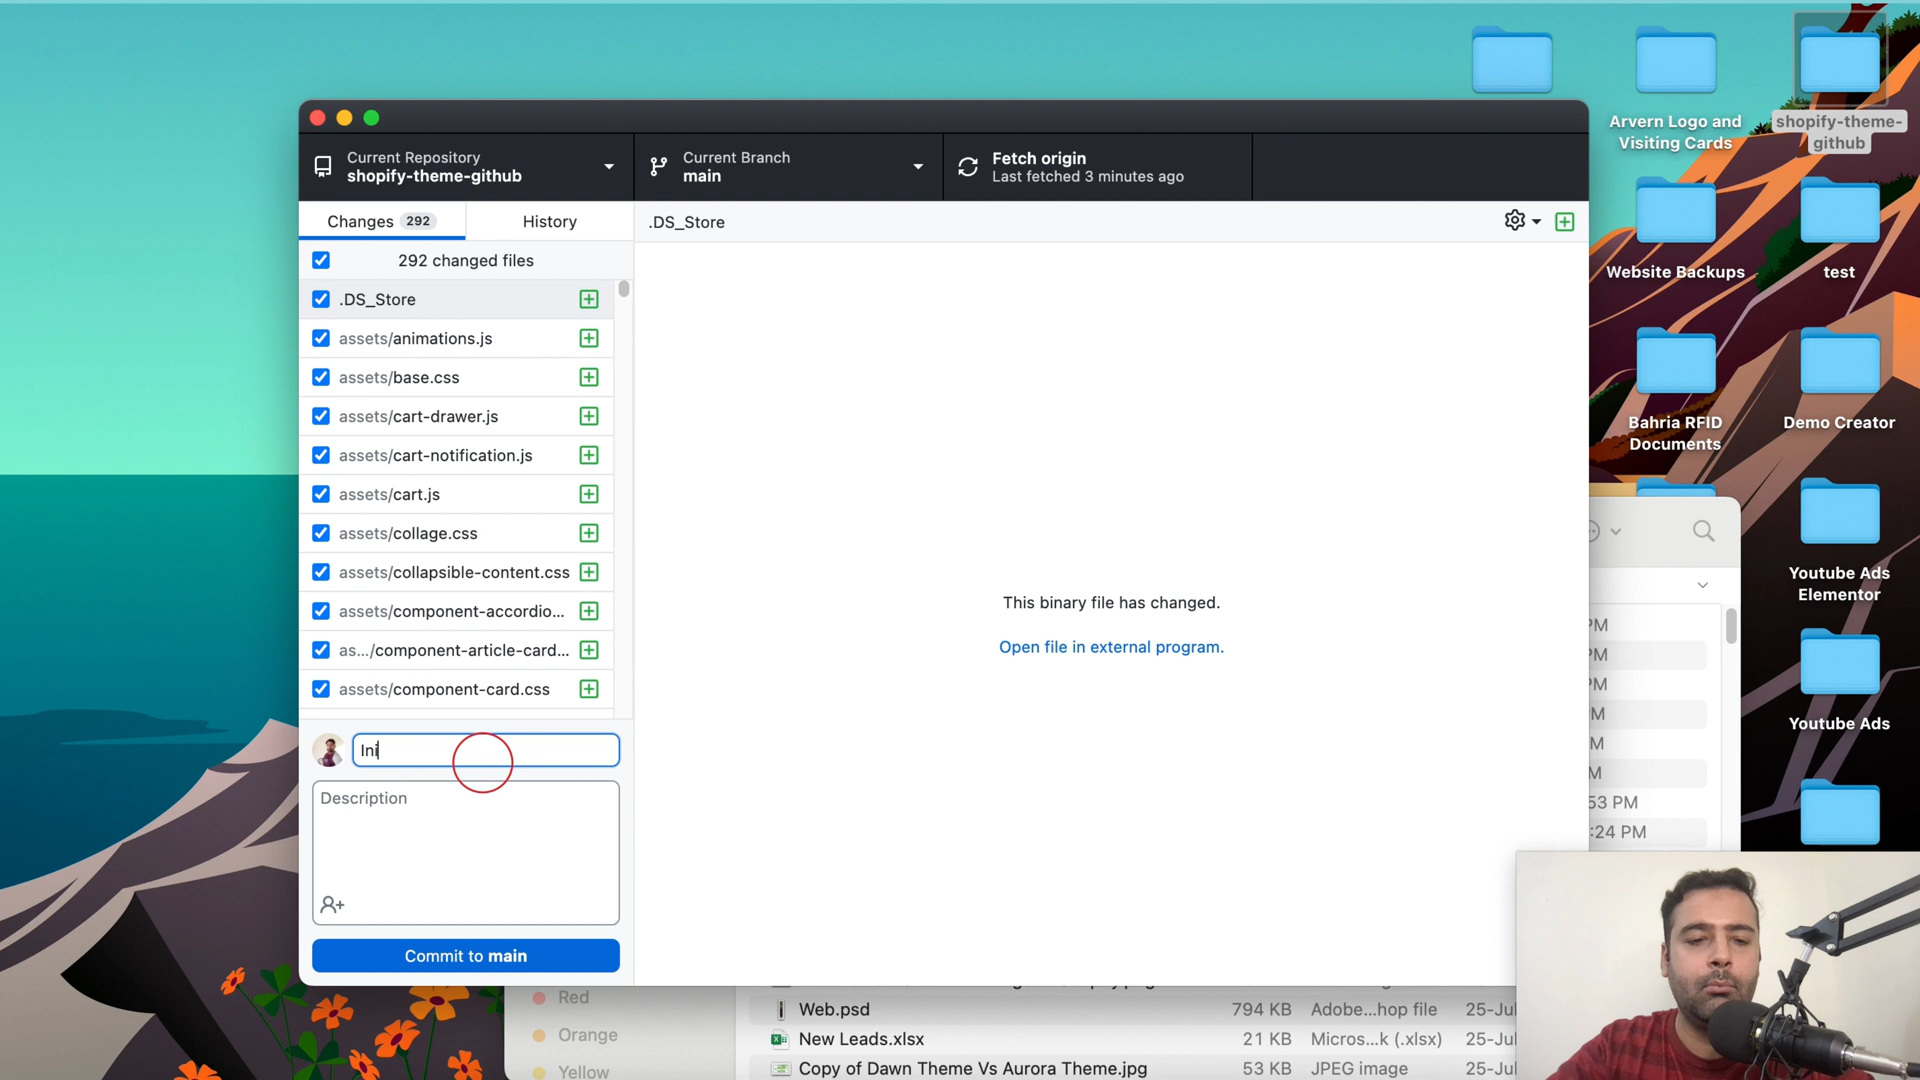 Current Repository
shopify-theme-github
Current Branch
main
Fetch origin
Last fetched 3 minutes ago
Changes 292
History
.DS_Store
292 changed files
.DS_Store
assets/animations.js
assets/base.css
assets/cart-drawer.js
assets/cart-notification.js
assets/cart.js
assets/collage.css
assets/collapsible-content.css
assets/component-accordio...
as.../component-article-card...
assets/component-card.css
Ini
Description
Commit to main
This binary file has changed.
Open file in external program.
Arvern Logo and
Visiting Cards
shopify-theme-
github
Website Backups
test
Bahria RFID
Documents
Demo Creator
Youtube Ads
Elementor
Youtube Ads
PM
PM
PM
M
M
M
53 PM
:24 PM
Red
Orange
Yellow
Web.psd 794 KB Adobe...hop file 25-Jul
New Leads.xlsx 21 KB Micros...k (.xlsx) 25-Jul
Copy of Dawn Theme Vs Aurora Theme.jpg 53 KB JPEG image 25-Jul